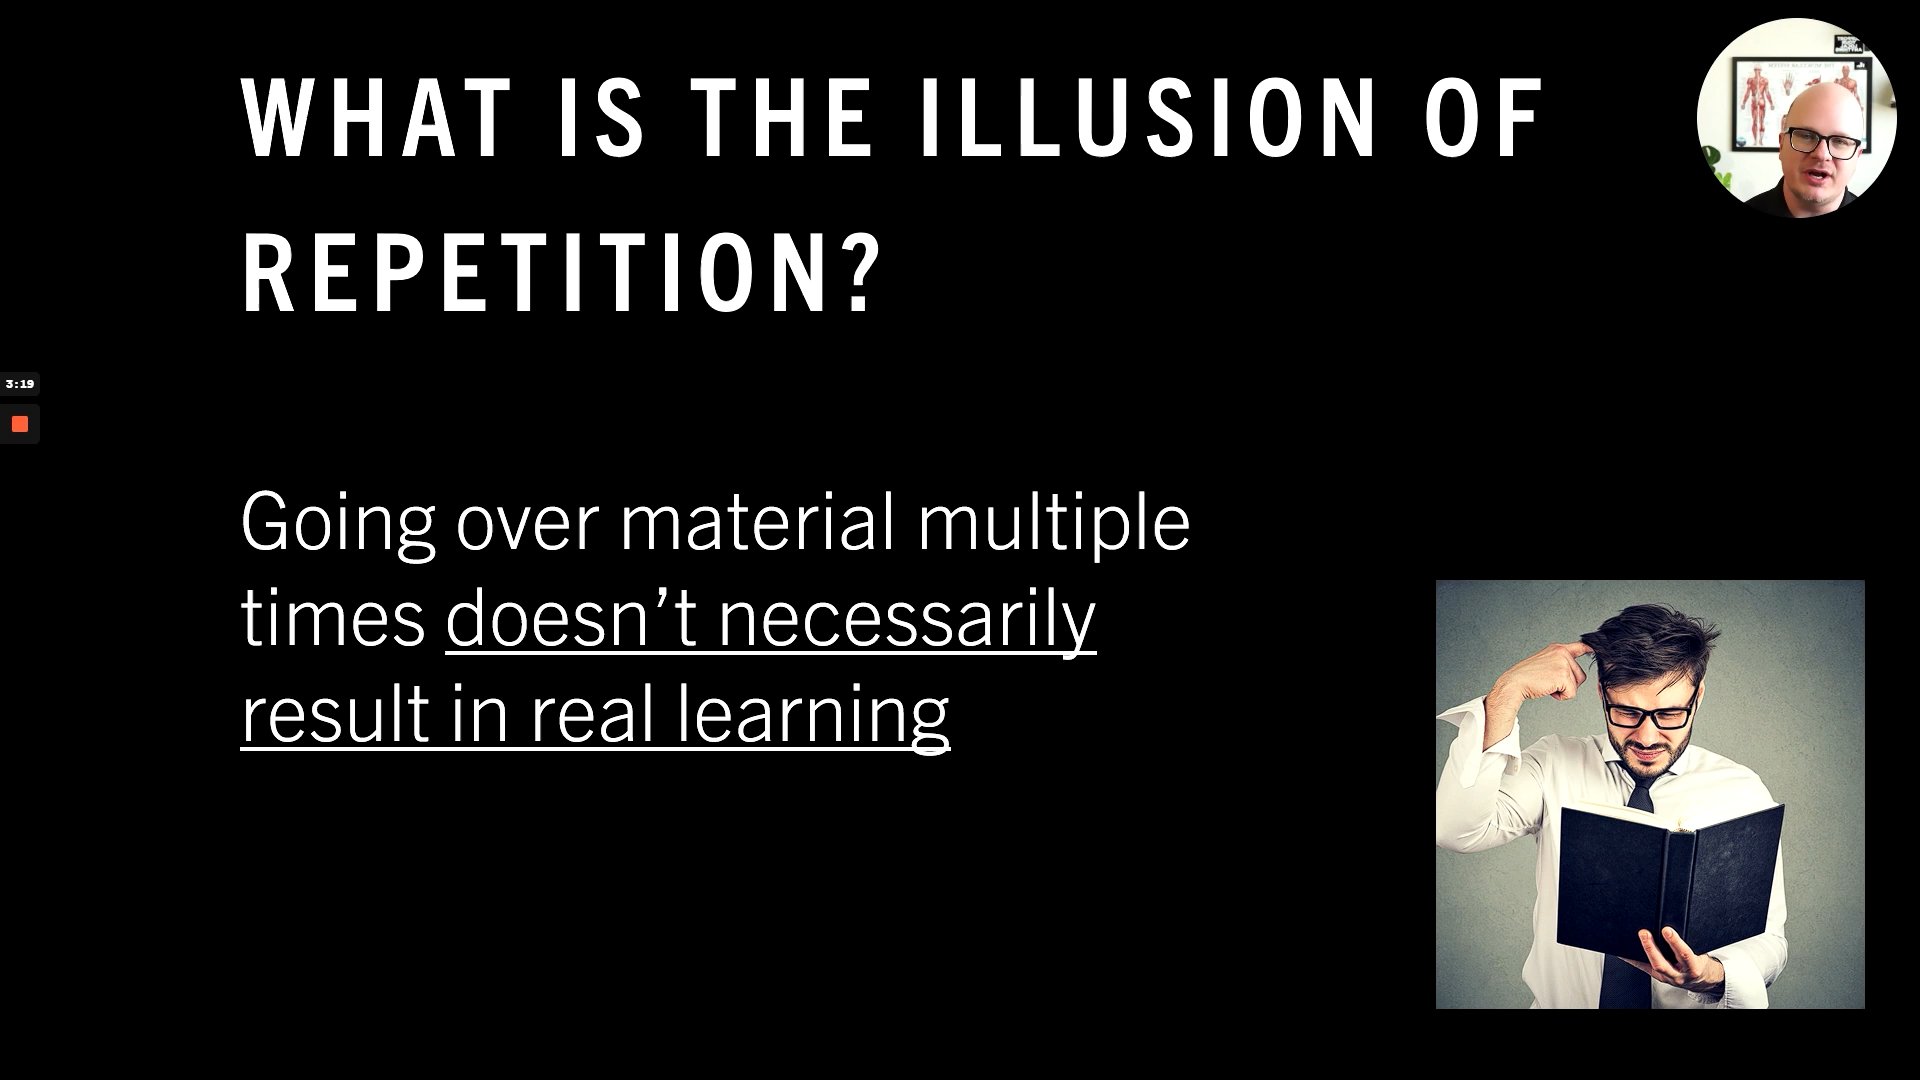 WHAT IS THE ILLUSION OF
REPETITION?
3:19
Going over material multiple
times doesn’t necessarily
result in real learning